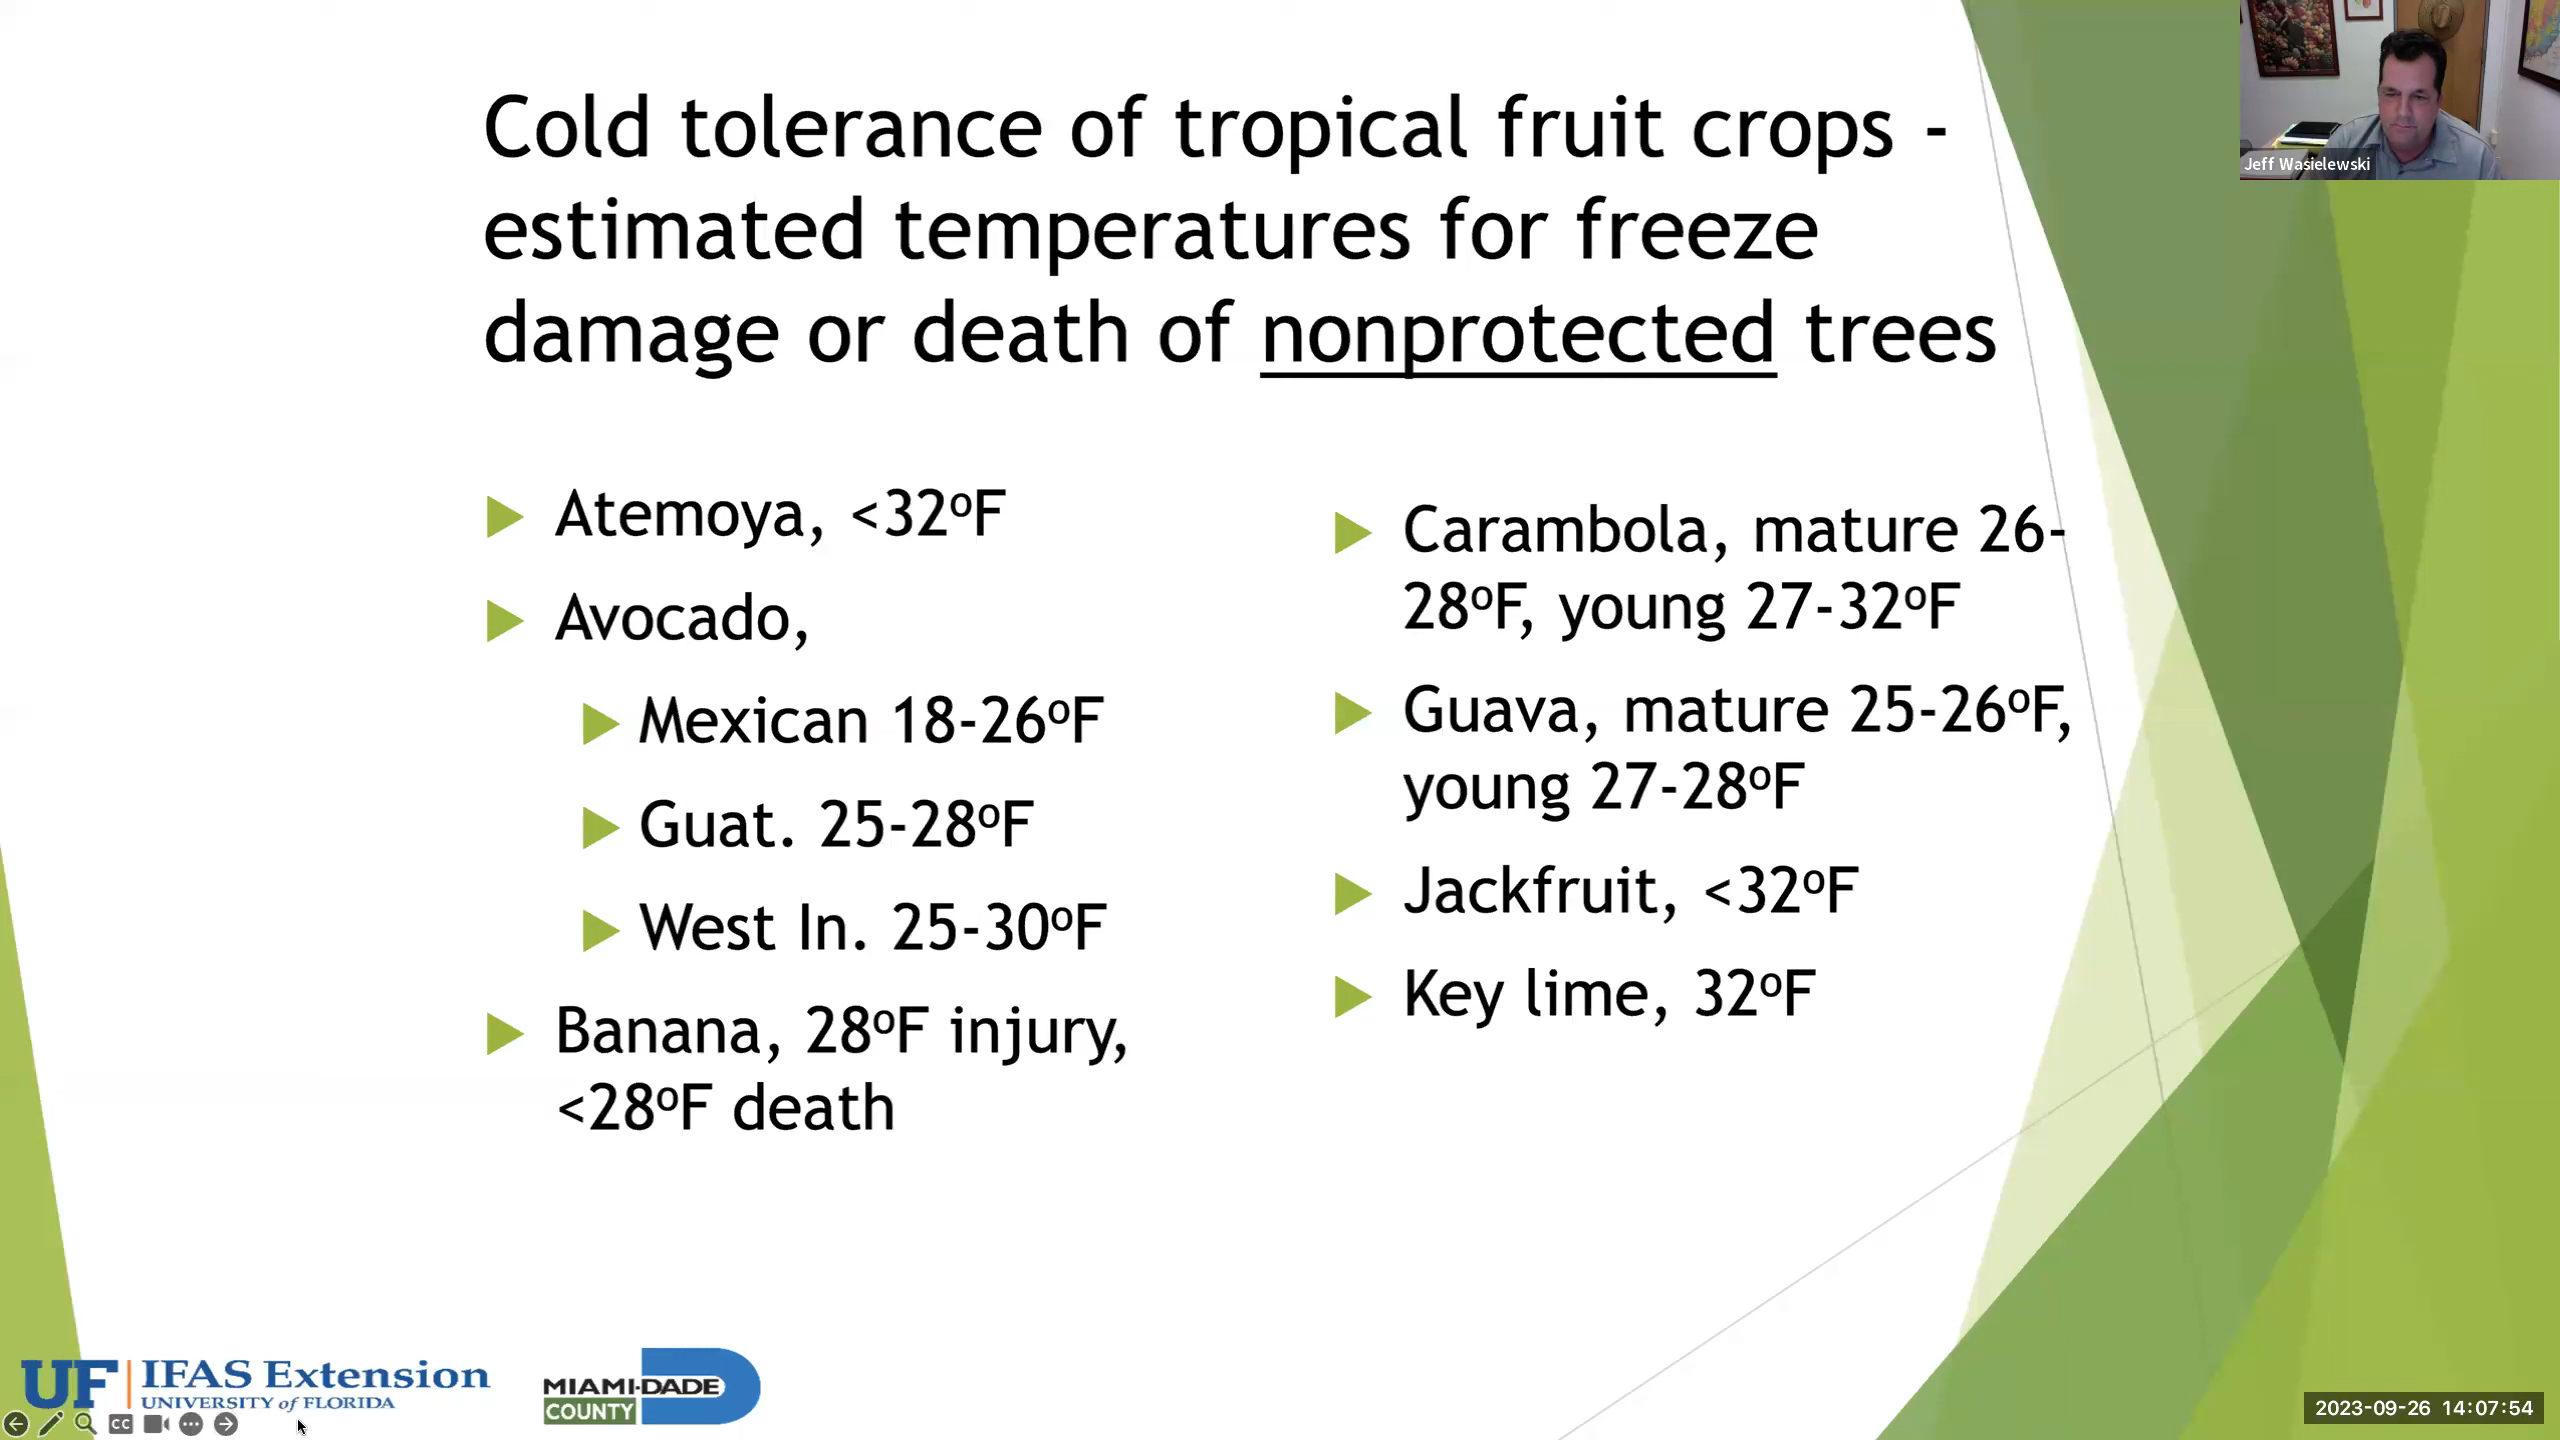 Cold tolerance of tropical fruit crops -
estimated temperatures for freeze
damage or death of nonprotected trees
Atemoya, <32ºF
Avocado,
Mexican 18-26ºF
Guat. 25-28ºF
West In. 25-30ºF
Banana, 28ºF injury,
<28ºF death
Carambola, mature 26-
28ºF, young 27-32ºF
Guava, mature 25-26ºF,
young 27-28ºF
Jackfruit, <32ºF
Key lime, 32ºF
Jeff Wasielewski
UF IFAS Extension
UNIVERSITY of FLORIDA
MIAMI-DADE
COUNTY
CC
2023-09-26 14:07:54